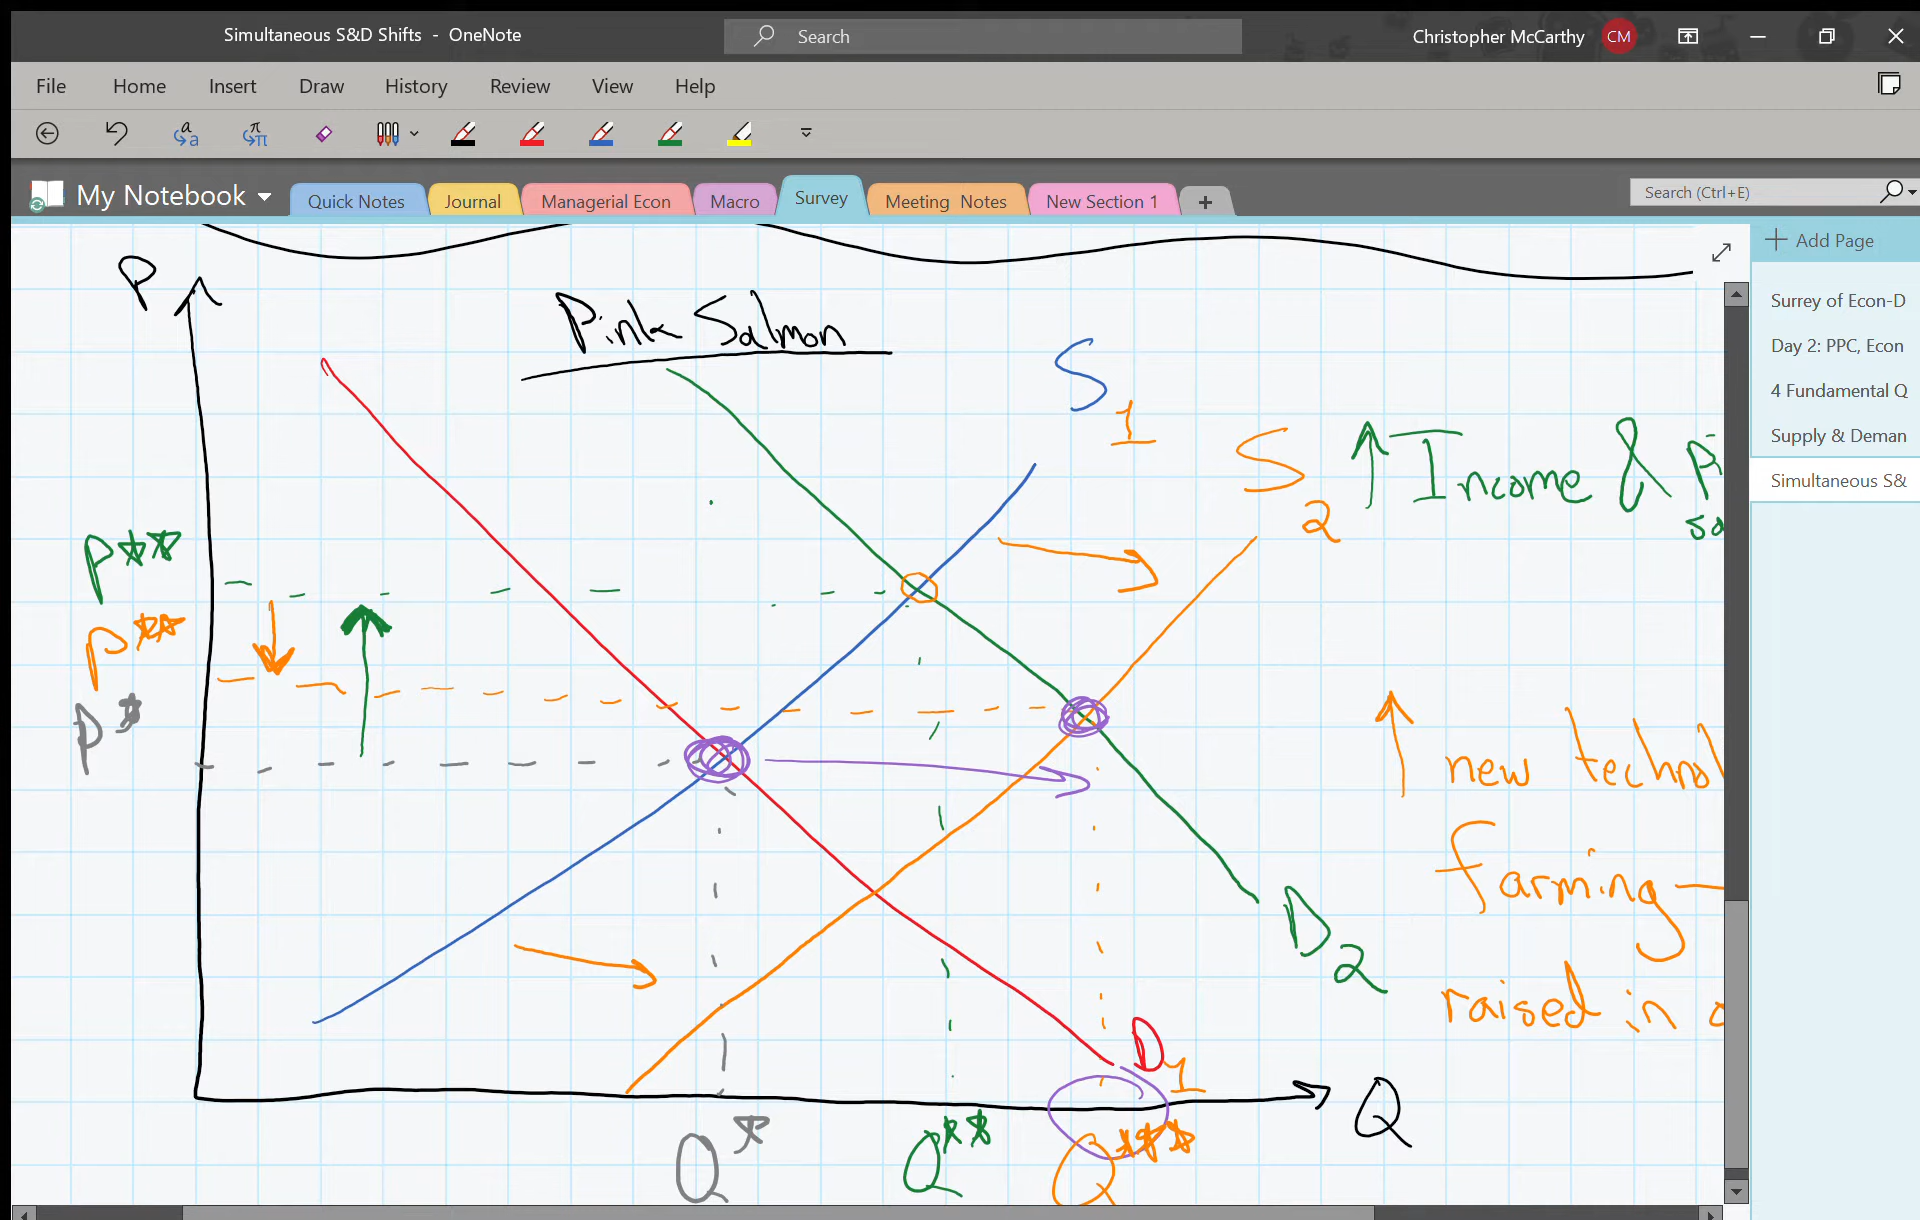 Simultaneous S&D Shifts - OneNote
Search
Christopher McCarthy CM
File Home Insert Draw History Review View Help
My Notebook
Quick Notes Journal Managerial Econ Macro Survey Meeting Notes New Section 1 +
Search (Ctrl+E)
Add Page
Surrey of Econ-D
Day 2: PPC, Econ
4 Fundamental Q
Supply & Deman
Simultaneous S&
P
Pink Salmon
S1
S2
↑ Income &
P**
P**
P*
↑ new technol
farming
raised in
D2
D1
Q
Q*
Q**
Q***